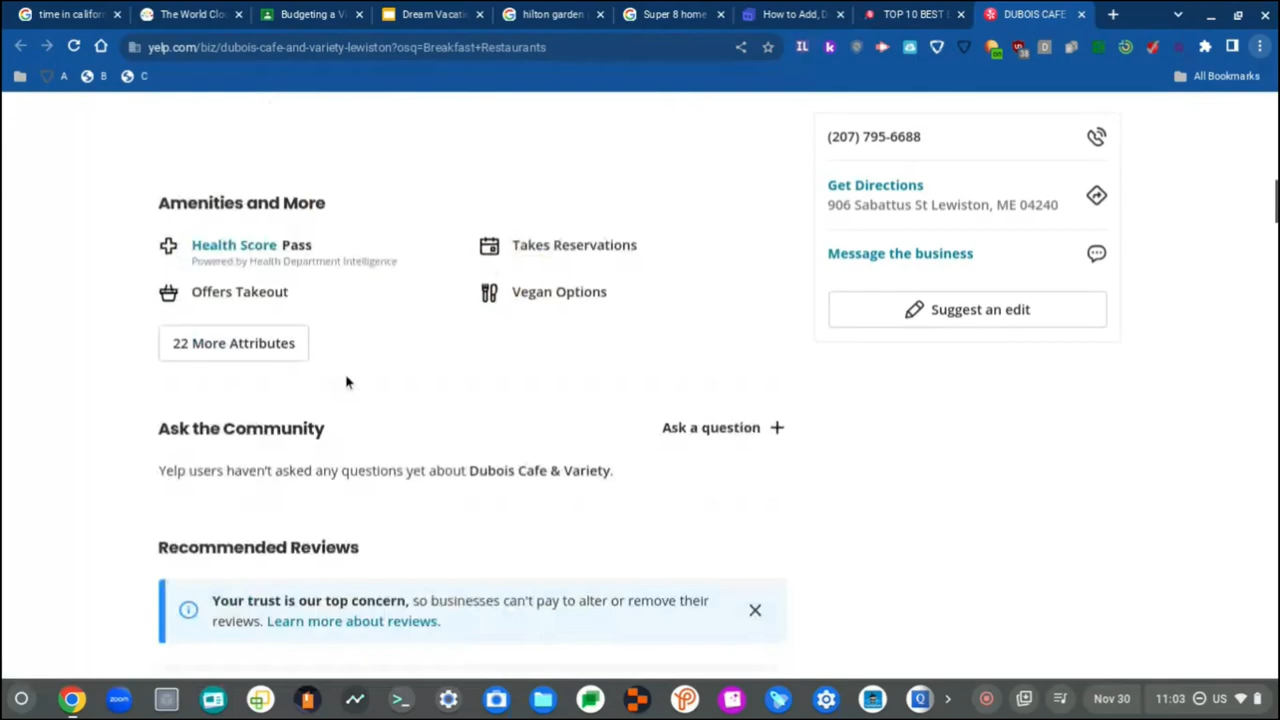 time in californ
The World Cloc
Budgeting a Va
Dream Vacati
hilton garden
Super 8 home
How to Add, D
TOP 10 BEST
DUBOIS CAFE
yelp.com/biz/dubois-cafe-and-variety-lewiston?osq=Breakfast+Restaurants
A
B
C
All Bookmarks
(207) 795-6688
Get Directions
906 Sabattus St Lewiston, ME 04240
Message the business
Suggest an edit
Amenities and More
Health Score Pass
Powered by Health Department Intelligence
Takes Reservations
Offers Takeout
Vegan Options
22 More Attributes
Ask the Community
Ask a question
Yelp users haven't asked any questions yet about Dubois Cafe & Variety.
Recommended Reviews
Your trust is our top concern, so businesses can't pay to alter or remove their
reviews. Learn more about reviews.
zoom
Nov 30
11:03
US